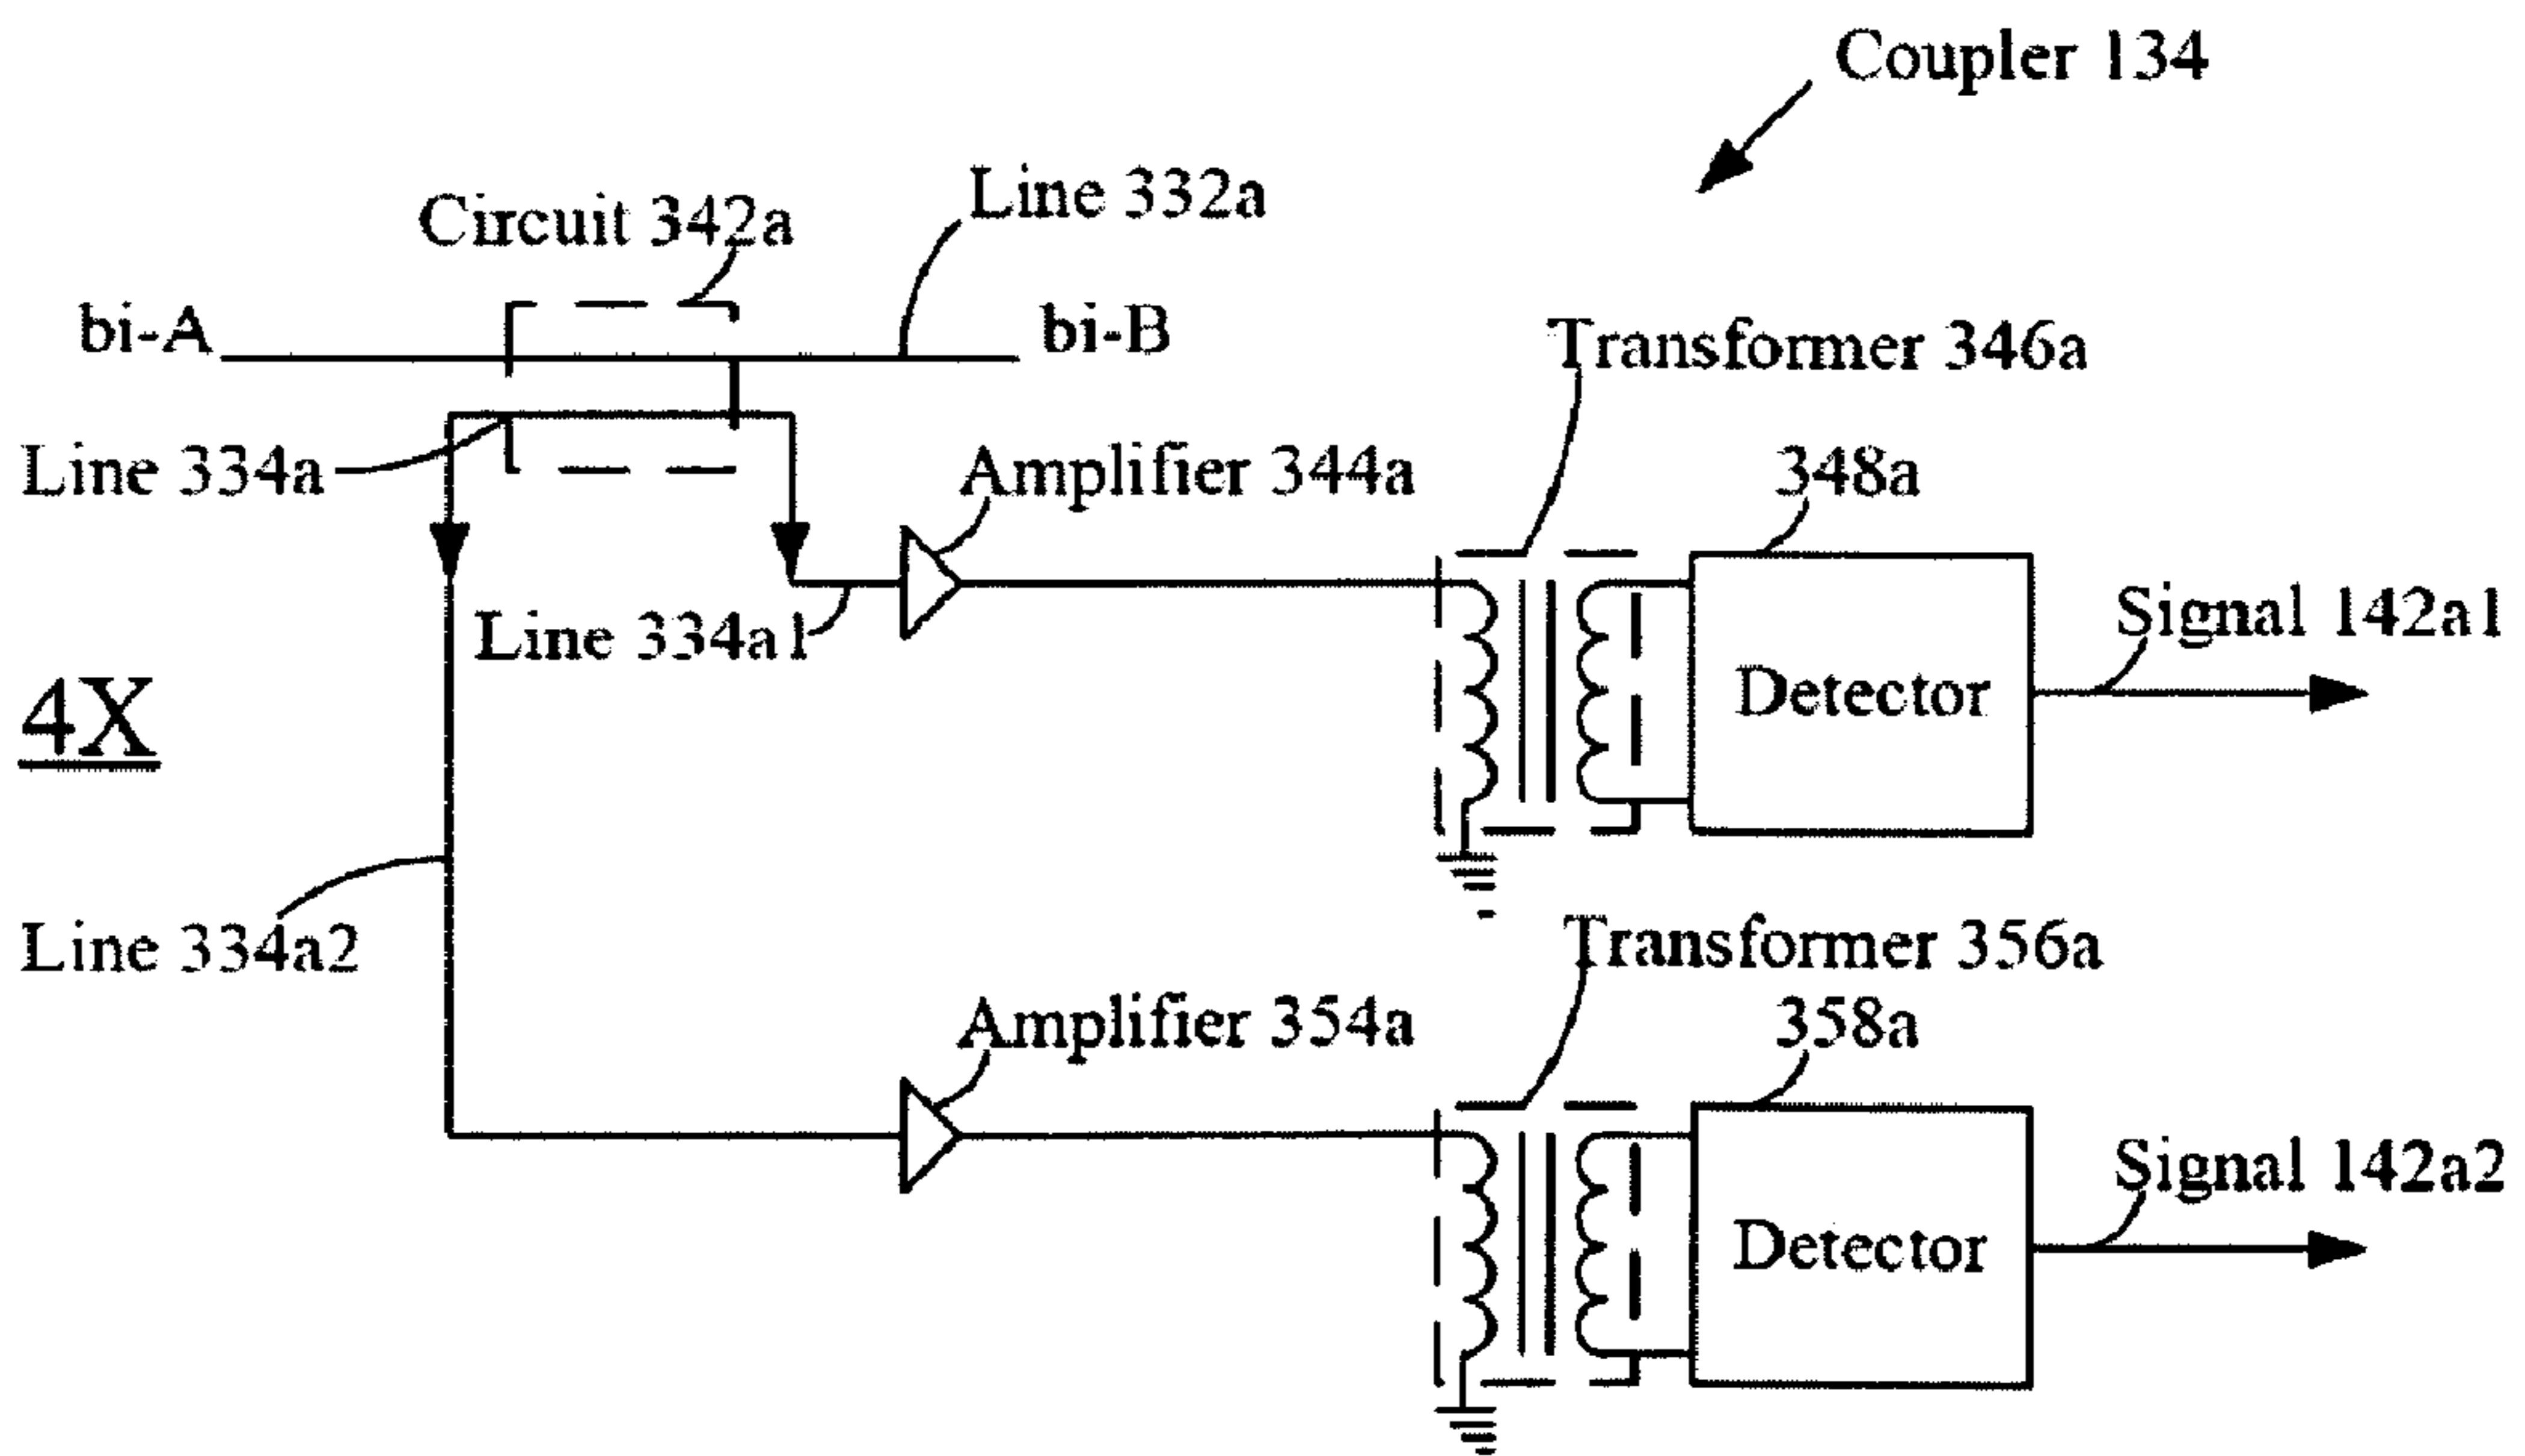 Coupler 134
Circuit 342a
Line 332a
bi-A
bi-B
Transformer 346a
Line 334a
Amplifier 344a
348a
Line 334a1
Signal 142a1
Detector
4X
Line 334a2
Transformer 356a
Amplifier 354a
358a
Signal 142a2
Detector